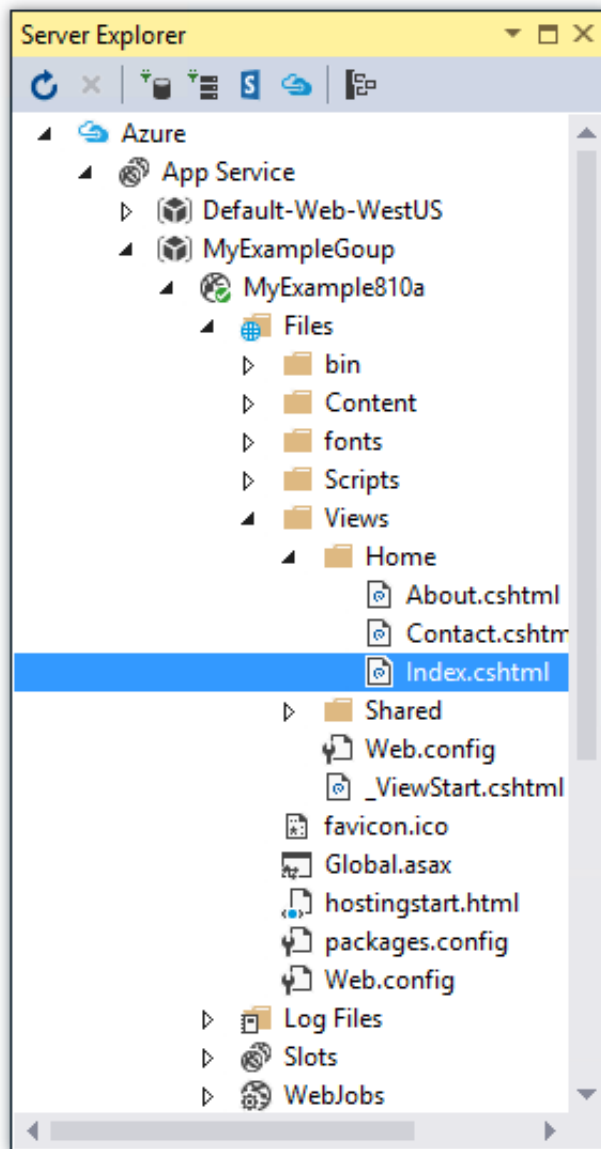 Server Explorer
Azure
App Service
Default-Web-WestUS
MyExampleGoup
MyExample810a
Files
bin
Content
fonts
Scripts
Views
Home
About.cshtml
Contact.cshtm
Index.cshtml
Shared
Web.config
_ViewStart.cshtml
favicon.ico
Global.asax
hostingstart.html
packages.config
Web.config
Log Files
Slots
WebJobs